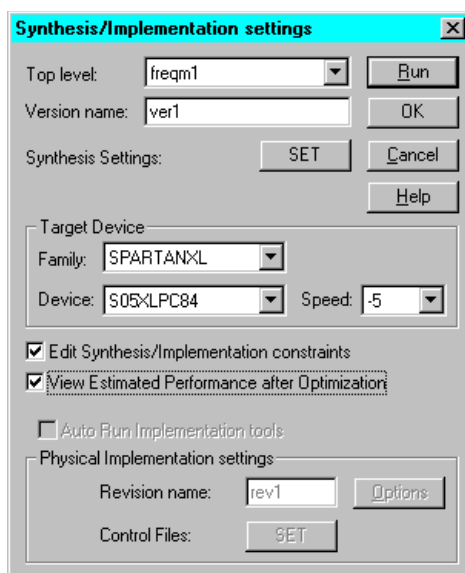 Synthesis/Implementation settings
Top level: freqm1 Run
Version name: ver1 OK
Synthesis Settings: SET Cancel
Help
Target Device
Family: SPARTANXL
Device: S05XLPC84 Speed: -5
Edit Synthesis/Implementation constraints
View Estimated Performance after Optimization
Auto Run Implementation tools
Physical Implementation settings
Revision name: rev1 Options
Control Files: SET